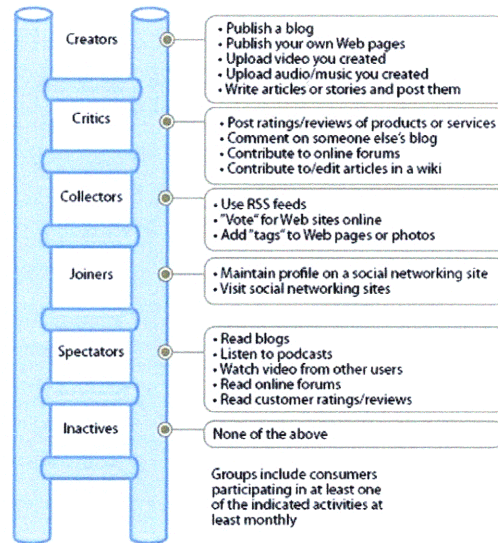 Creators
• Publish a blog
• Publish your own Web pages
• Upload video you created
• Upload audio/music you created
• Write articles or stories and post them
Critics
• Post ratings/reviews of products or services
• Comment on someone else's blog
• Contribute to online forums
• Contribute to/edit articles in a wiki
Collectors
• Use RSS feeds
• "Vote" for Web sites online
• Add "tags" to Web pages or photos
Joiners
• Maintain profile on a social networking site
• Visit social networking sites
Spectators
• Read blogs
• Listen to podcasts
• Watch video from other users
• Read online forums
• Read customer ratings/reviews
Inactives
None of the above
Groups include consumers
participating in at least one
of the indicated activities at
least monthly